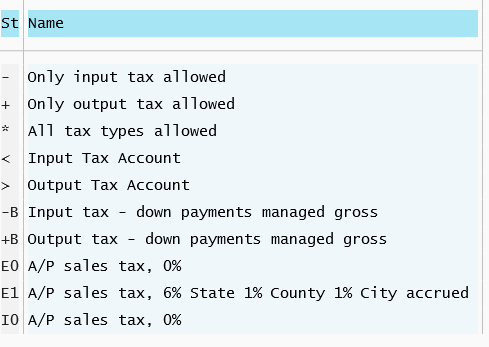 St Name
- Only input tax allowed
+ Only output tax allowed
* All tax types allowed
< Input Tax Account
> Output Tax Account
-B Input tax - down payments managed gross
+B Output tax - down payments managed gross
E0 A/P sales tax, 0%
E1 A/P sales tax, 6% State 1% County 1% City accrued
I0 A/P sales tax, 0%